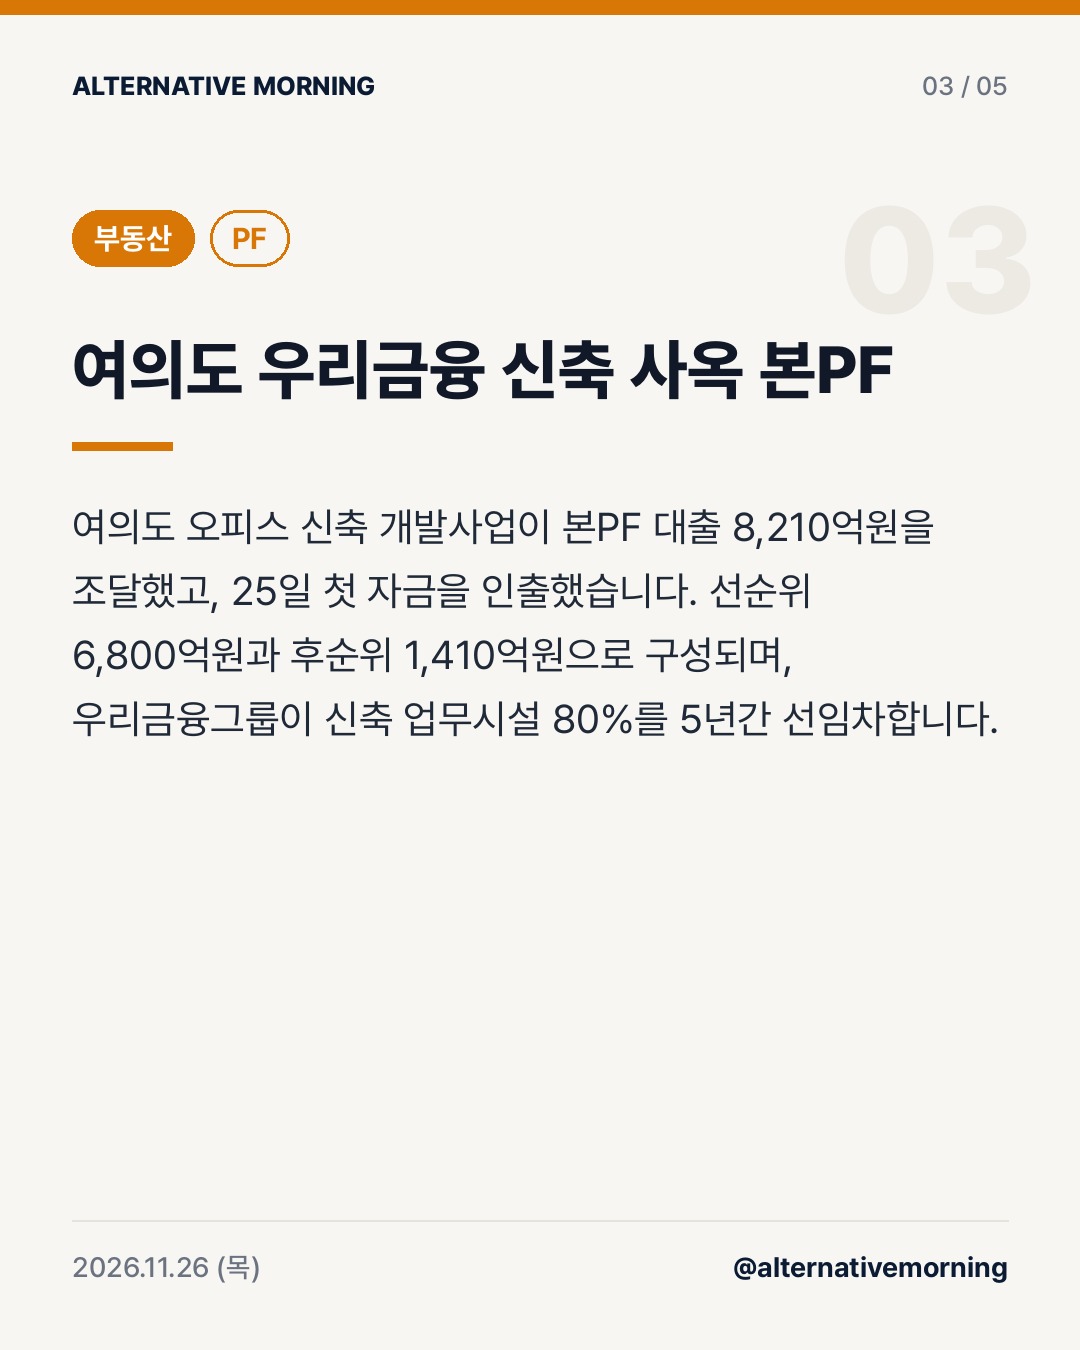 ALTERNATIVE MORNING
03 / 05
부동산
PF
03
여의도 우리금융 신축 사옥 본PF
여의도 오피스 신축 개발사업이 본PF 대출 8,210억원을
조달했고, 25일 첫 자금을 인출했습니다. 선순위
6,800억원과 후순위 1,410억원으로 구성되며,
우리금융그룹이 신축 업무시설 80%를 5년간 선임차합니다.
2026.11.26 (목)
@alternativemorning